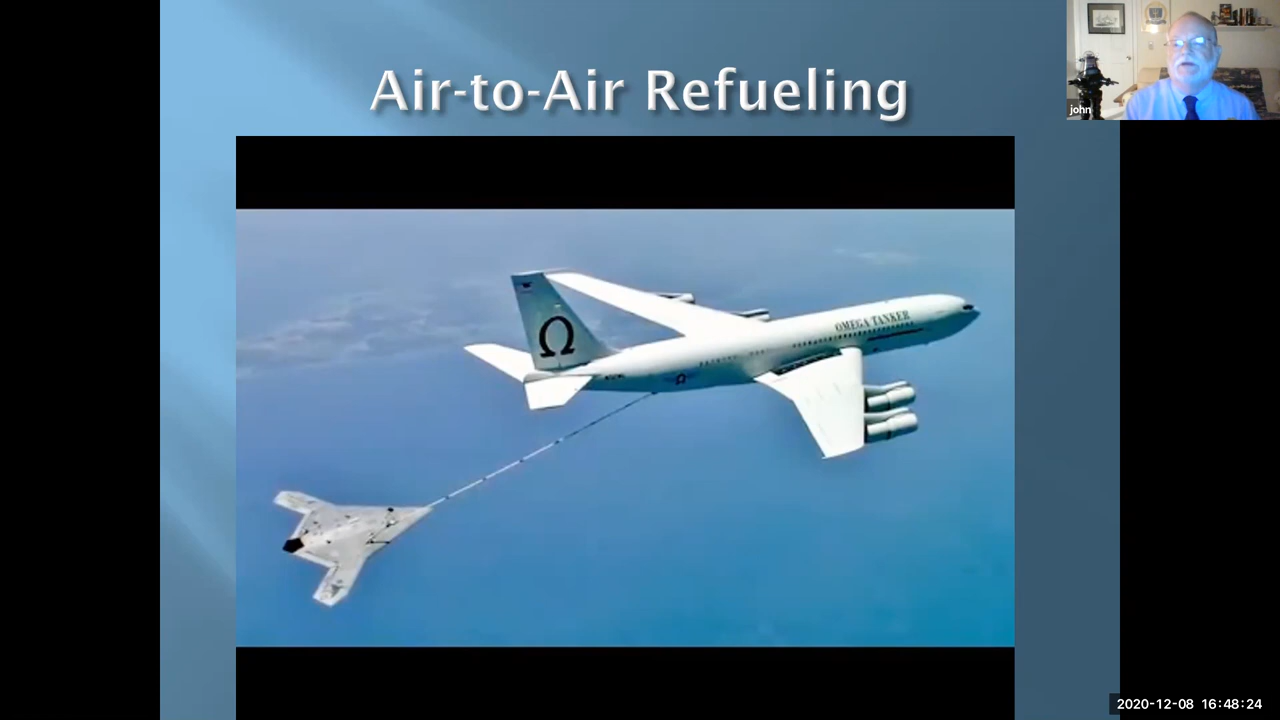 Air-to-Air Refueling
john
Ω
OMEGA TANKER
2020-12-08 16:48:24